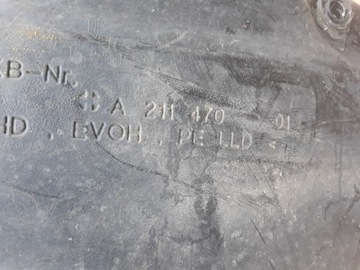 B-Nr.
A 211 470 01
HD , EVOH , PE LLD <